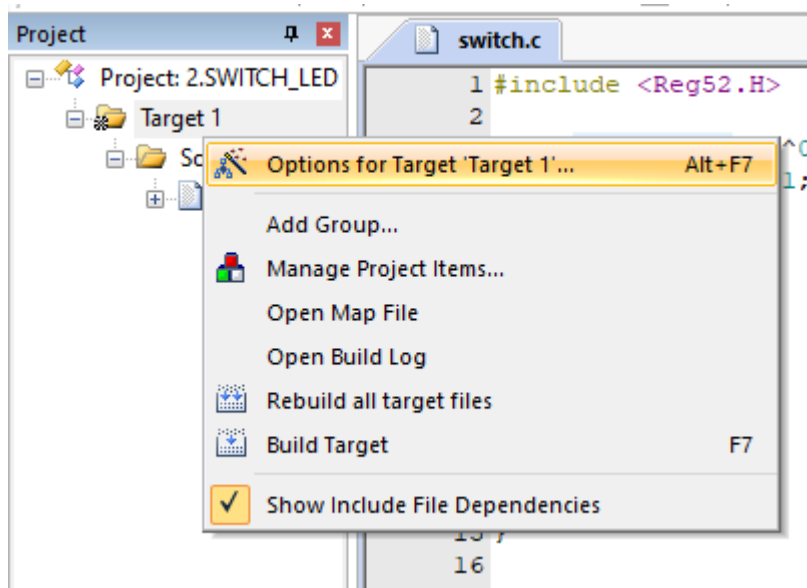 Project
switch.c
Project: 2.SWITCH_LED
Target 1
1 #include <Reg52.H>
2
Options for Target 'Target 1'... Alt+F7
Add Group...
Manage Project Items...
Open Map File
Open Build Log
Rebuild all target files
Build Target F7
Show Include File Dependencies
16